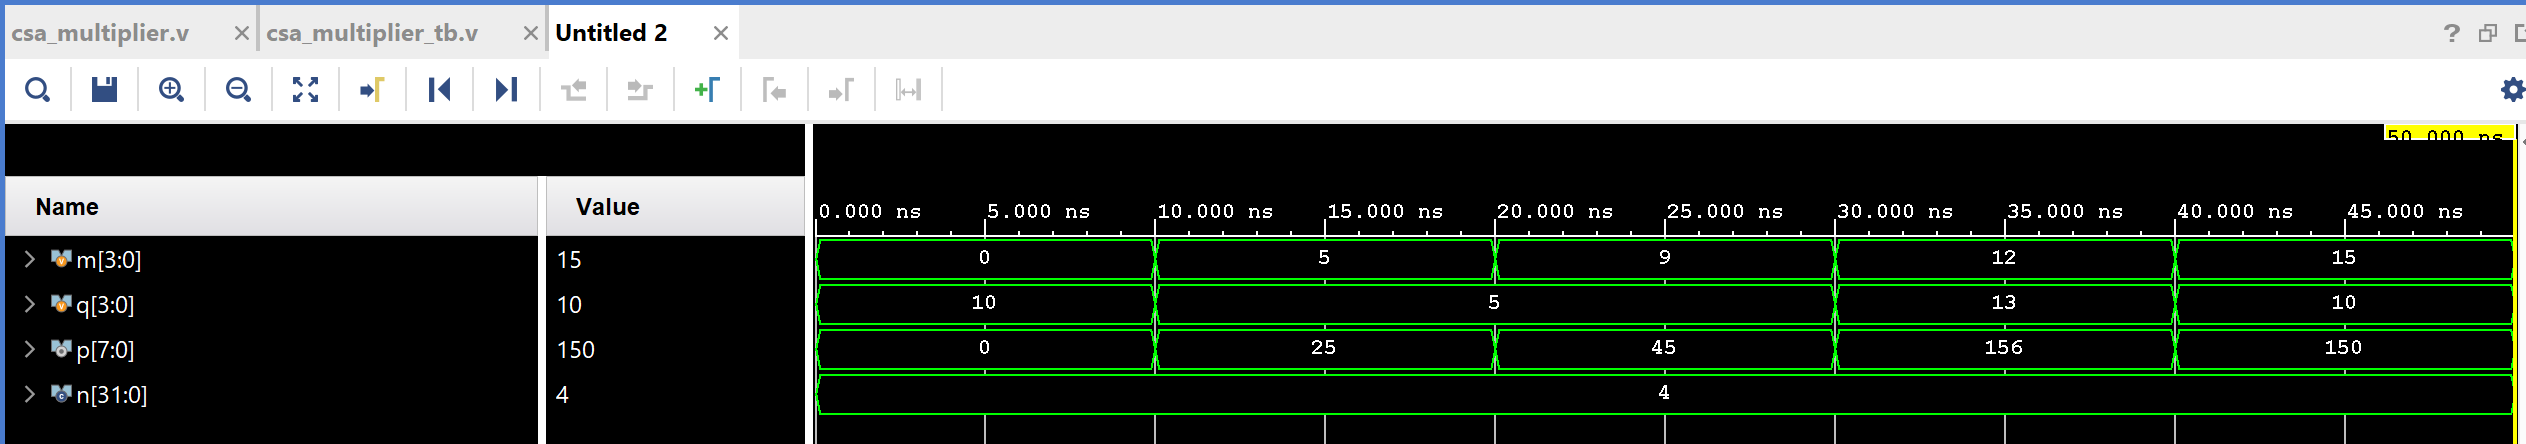 csa_multiplier.v csa_multiplier_tb.v Untitled 2
?
50.000 ns
Name Value
0.000 ns 5.000 ns 10.000 ns 15.000 ns 20.000 ns 25.000 ns 30.000 ns 35.000 ns 40.000 ns 45.000 ns
m[3:0] 15 0 5 9 12 15
q[3:0] 10 10 5 13 10
p[7:0] 150 0 25 45 156 150
n[31:0] 4 4